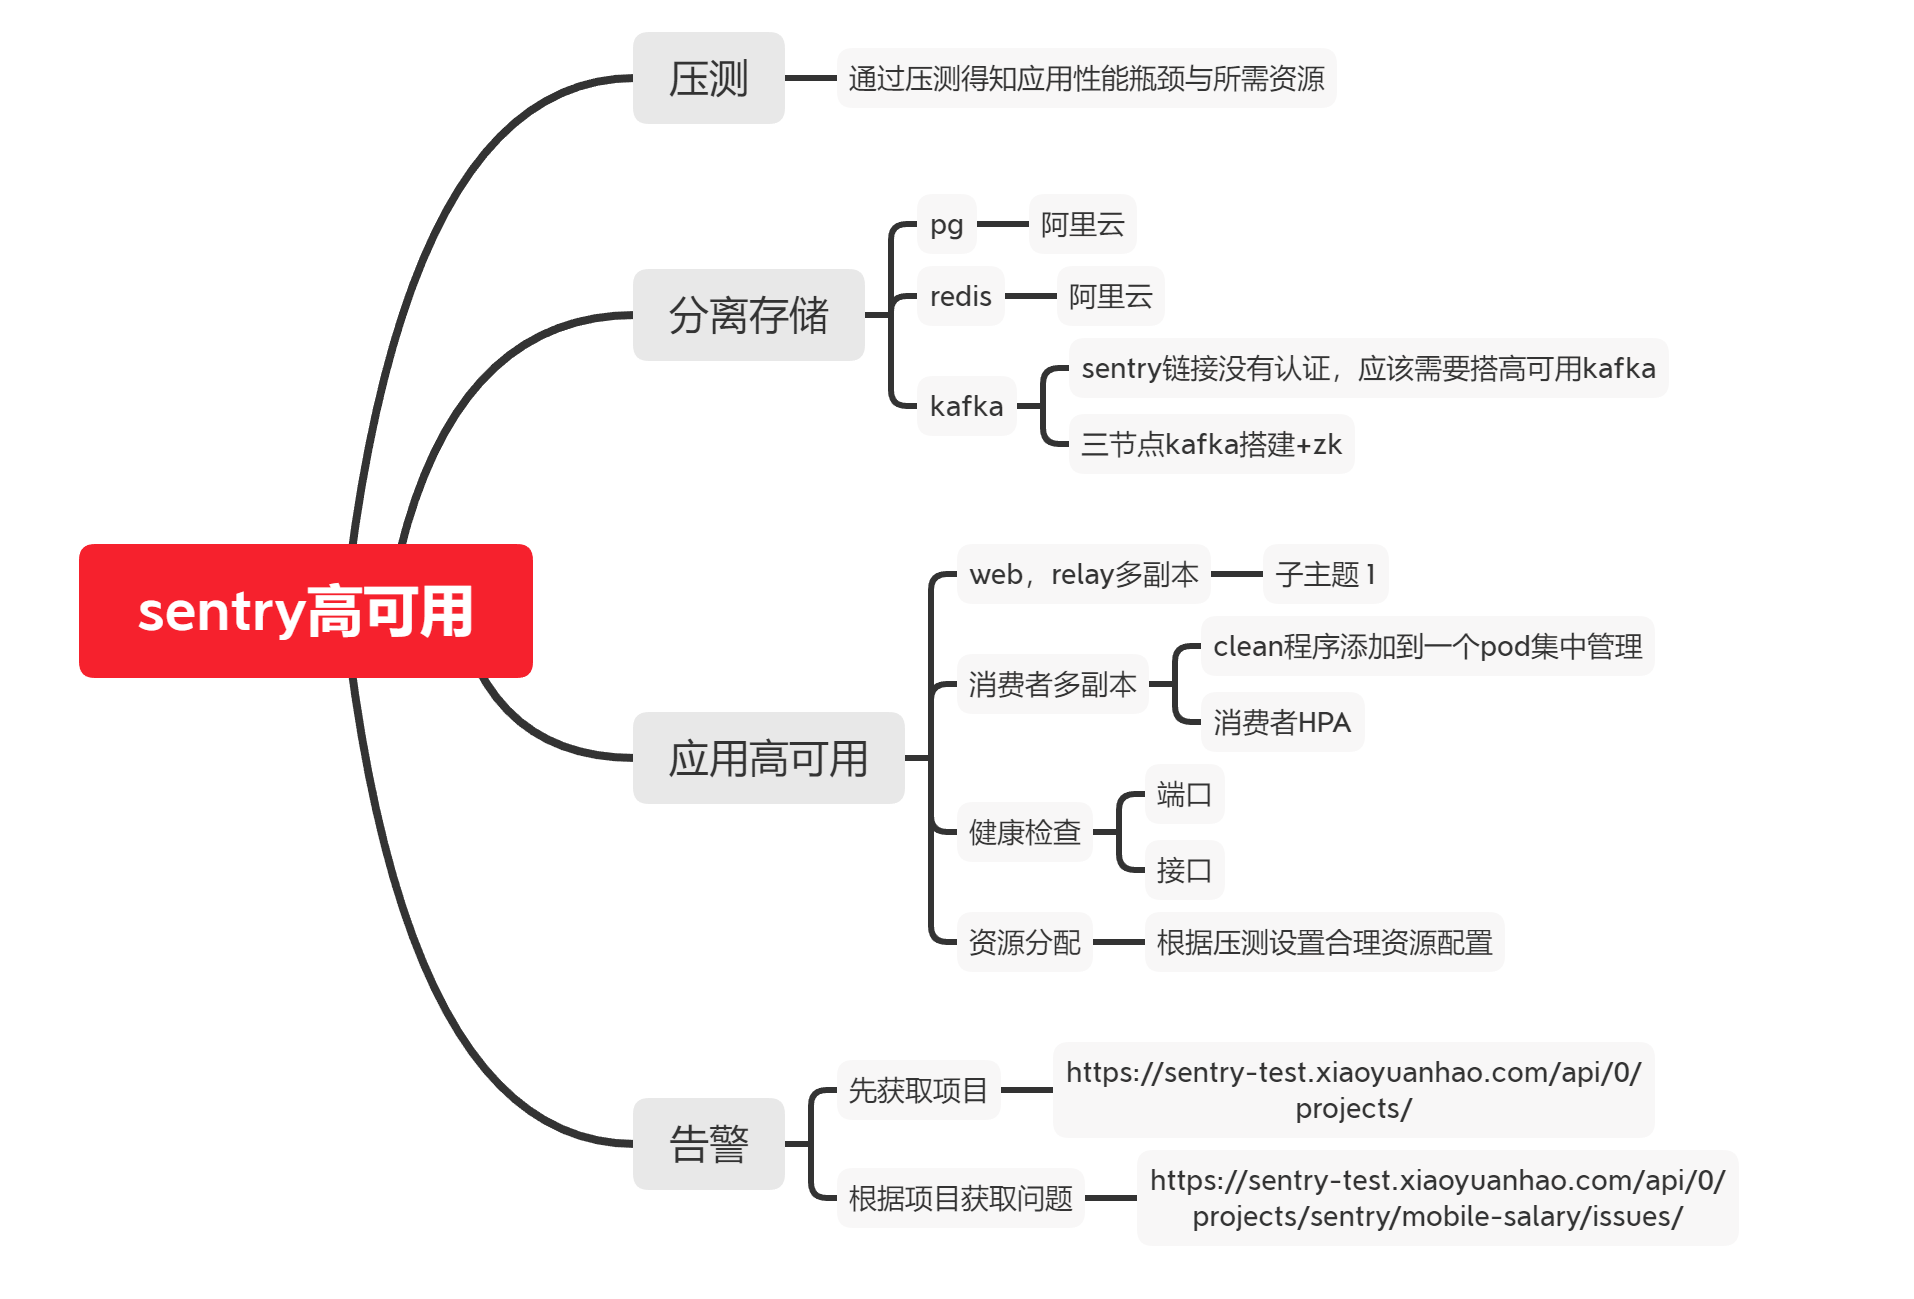 压测
通过压测得知应用性能瓶颈与所需资源
分离存储
pg
阿里云
redis
阿里云
kafka
sentry链接没有认证，应该需要搭高可用kafka
三节点kafka搭建+zk
sentry高可用
应用高可用
web，relay多副本
子主题 1
消费者多副本
clean程序添加到一个pod集中管理
消费者HPA
健康检查
端口
接口
资源分配
根据压测设置合理资源配置
告警
先获取项目
https://sentry-test.xiaoyuanhao.com/api/0/
projects/
根据项目获取问题
https://sentry-test.xiaoyuanhao.com/api/0/
projects/sentry/mobile-salary/issues/